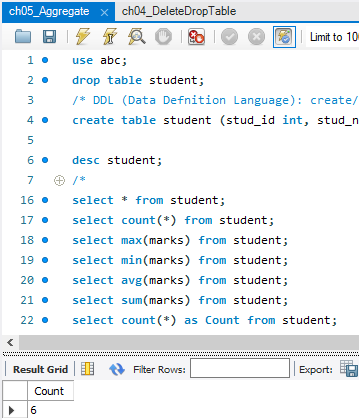 ch05_Aggregate ch04_DeleteDropTable
Limit to 10
1 use abc;
2 drop table student;
3 /* DDL (Data Defnition Language): create/
4 create table student (stud_id int, stud_n
5
6 desc student;
7 /*
16 select * from student;
17 select count(*) from student;
18 select max(marks) from student;
19 select min(marks) from student;
20 select avg(marks) from student;
21 select sum(marks) from student;
22 select count(*) as Count from student;
Result Grid Filter Rows: Export:
Count
6